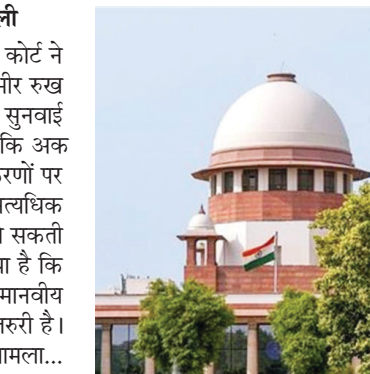 ली
कोर्ट ने
भीर रुख
सुनवाई
कि अक
रणों पर
त्यधिक
सकती
ा है कि
मानवीय
रुरी है।
ामला...